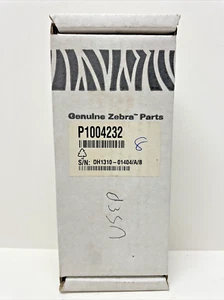 Genuine Zebra™ Parts
P1004232
8
S/N: DH1310-01404/A/B
USED